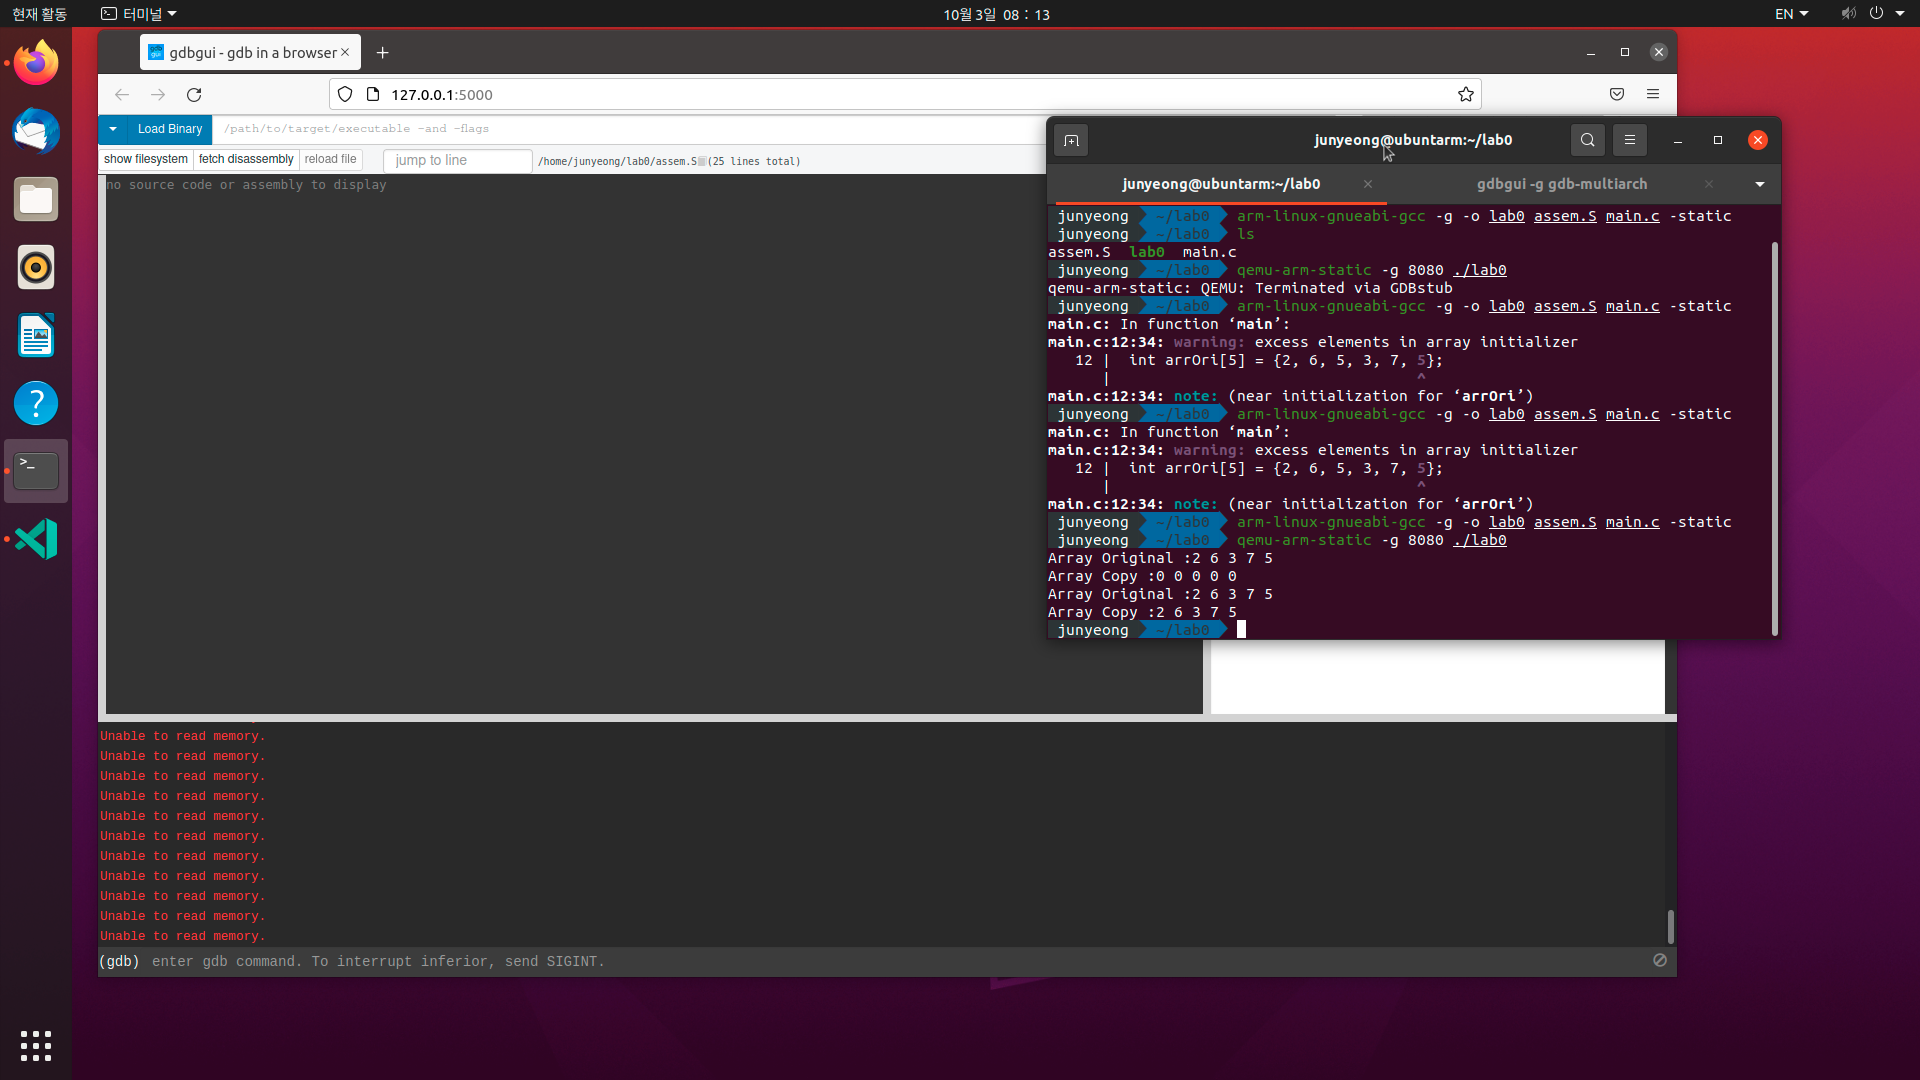 현재 활동
터미널
10월 3일 08 : 13
EN
gdbgui - gdb in a browser
127.0.0.1:5000
Load Binary
/path/to/target/executable -and -flags
show filesystem fetch disassembly reload file
jump to line
/home/junyeong/lab0/assem.S (25 lines total)
no source code or assembly to display
junyeong@ubuntuarm:~/lab0
junyeong@ubuntuarm:~/lab0
gdbgui -g gdb-multiarch
junyeong ~/lab0 arm-linux-gnueabi-gcc -g -o lab0 assem.S main.c -static
junyeong ~/lab0 ls
assem.S lab0 main.c
junyeong ~/lab0 qemu-arm-static -g 8080 ./lab0
qemu-arm-static: QEMU: Terminated via GDBstub
junyeong ~/lab0 arm-linux-gnueabi-gcc -g -o lab0 assem.S main.c -static
main.c: In function ‘main’:
main.c:12:34: warning: excess elements in array initializer
12 | int arrOri[5] = {2, 6, 5, 3, 7, 5};
| ^
main.c:12:34: note: (near initialization for ‘arrOri’)
junyeong ~/lab0 arm-linux-gnueabi-gcc -g -o lab0 assem.S main.c -static
main.c: In function ‘main’:
main.c:12:34: warning: excess elements in array initializer
12 | int arrOri[5] = {2, 6, 5, 3, 7, 5};
| ^
main.c:12:34: note: (near initialization for ‘arrOri’)
junyeong ~/lab0 arm-linux-gnueabi-gcc -g -o lab0 assem.S main.c -static
junyeong ~/lab0 qemu-arm-static -g 8080 ./lab0
Array Original :2 6 3 7 5
Array Copy :0 0 0 0 0
Array Original :2 6 3 7 5
Array Copy :2 6 3 7 5
junyeong ~/lab0
Unable to read memory.
Unable to read memory.
Unable to read memory.
Unable to read memory.
Unable to read memory.
Unable to read memory.
Unable to read memory.
Unable to read memory.
Unable to read memory.
Unable to read memory.
Unable to read memory.
(gdb) enter gdb command. To interrupt inferior, send SIGINT.